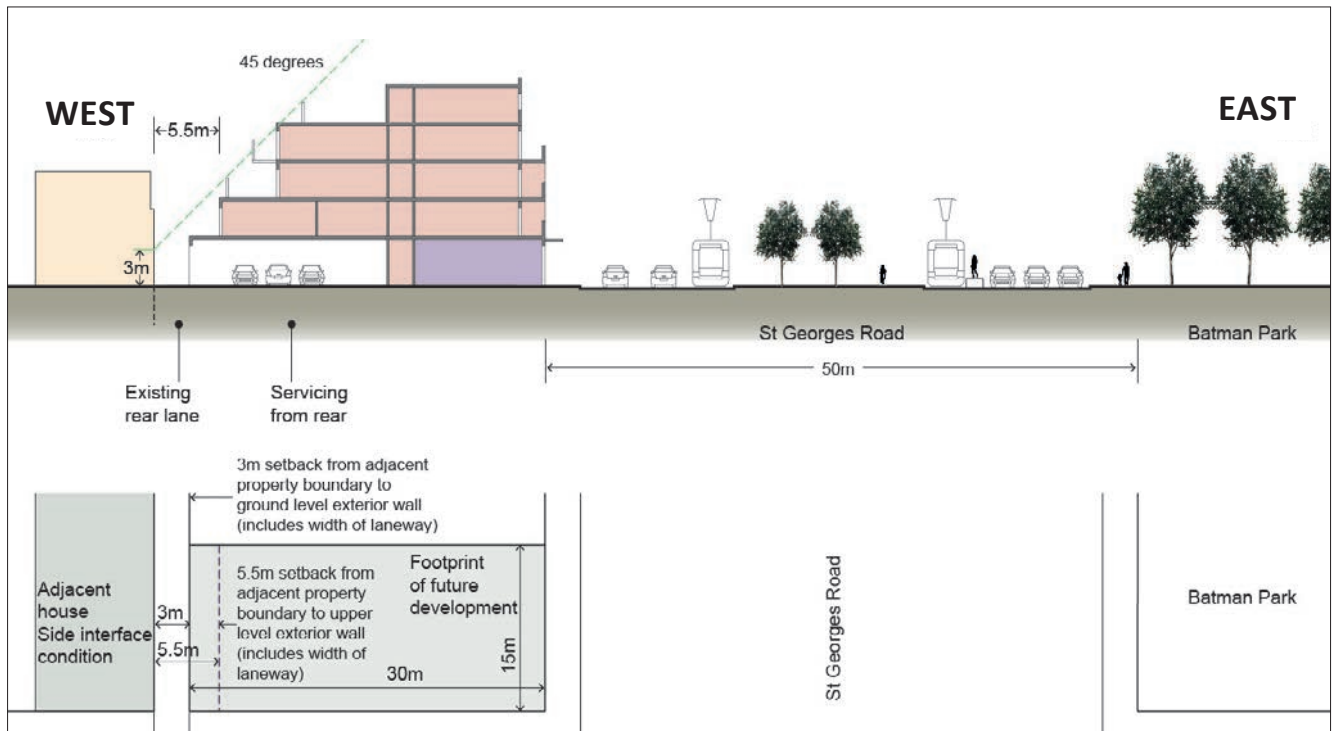 45 degrees
WEST
EAST
5.5m
3m
St Georges Road
Batman Park
50m
Existing
rear lane
Servicing
from rear
3m setback from adjacent
property boundary to
ground level exterior wall
(includes width of laneway)
5.5m setback from
adjacent property
boundary to upper
level exterior wall
(includes width of
laneway)
Footprint
of future
development
Adjacent
house
Side interface
condition
3m
5.5m
30m
15m
St Georges Road
Batman Park